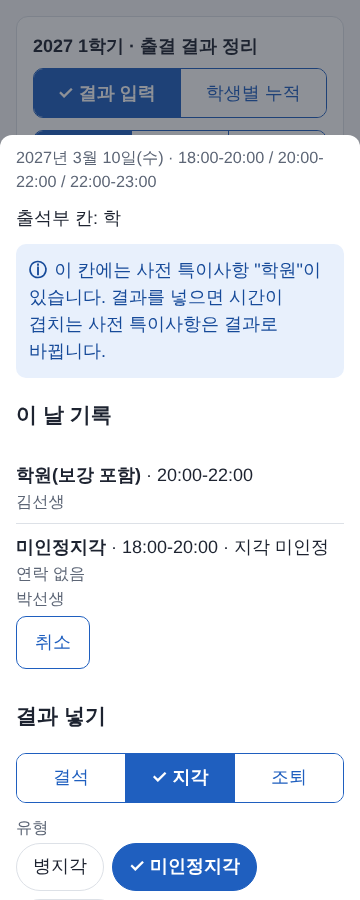 2027 1학기 · 출결 결과 정리
✓ 결과 입력
학생별 누적
2027년 3월 10일(수) · 18:00-20:00 / 20:00-
22:00 / 22:00-23:00
출석부 칸: 학
ⓘ 이 칸에는 사전 특이사항 "학원"이
있습니다. 결과를 넣으면 시간이
겹치는 사전 특이사항은 결과로
바뀝니다.
이 날 기록
학원(보강 포함) · 20:00-22:00
김선생
미인정지각 · 18:00-20:00 · 지각 미인정
연락 없음
박선생
취소
결과 넣기
결석
✓ 지각
조퇴
유형
병지각
✓ 미인정지각